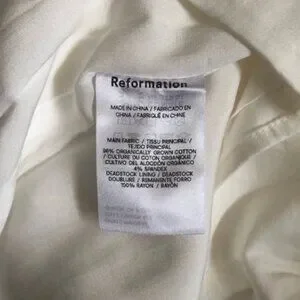 Reformation
MADE IN CHINA / FABRICADO EN
CHINA / FABRIQUÉ EN CHINE
MAIN FABRIC / TISSU PRINCIPAL /
TEJIDO PRINCIPAL
96% ORGANICALLY GROWN COTTON
/ CULTURE DU COTON ORGANIQUE /
CULTIVO DEL ALGODÓN ORGÁNICO
4% SPANDEX
DEADSTOCK LINING / DEADSTOCK
DOUBLURE / REMANENTE FORRO
100% RAYON / RAYÓN